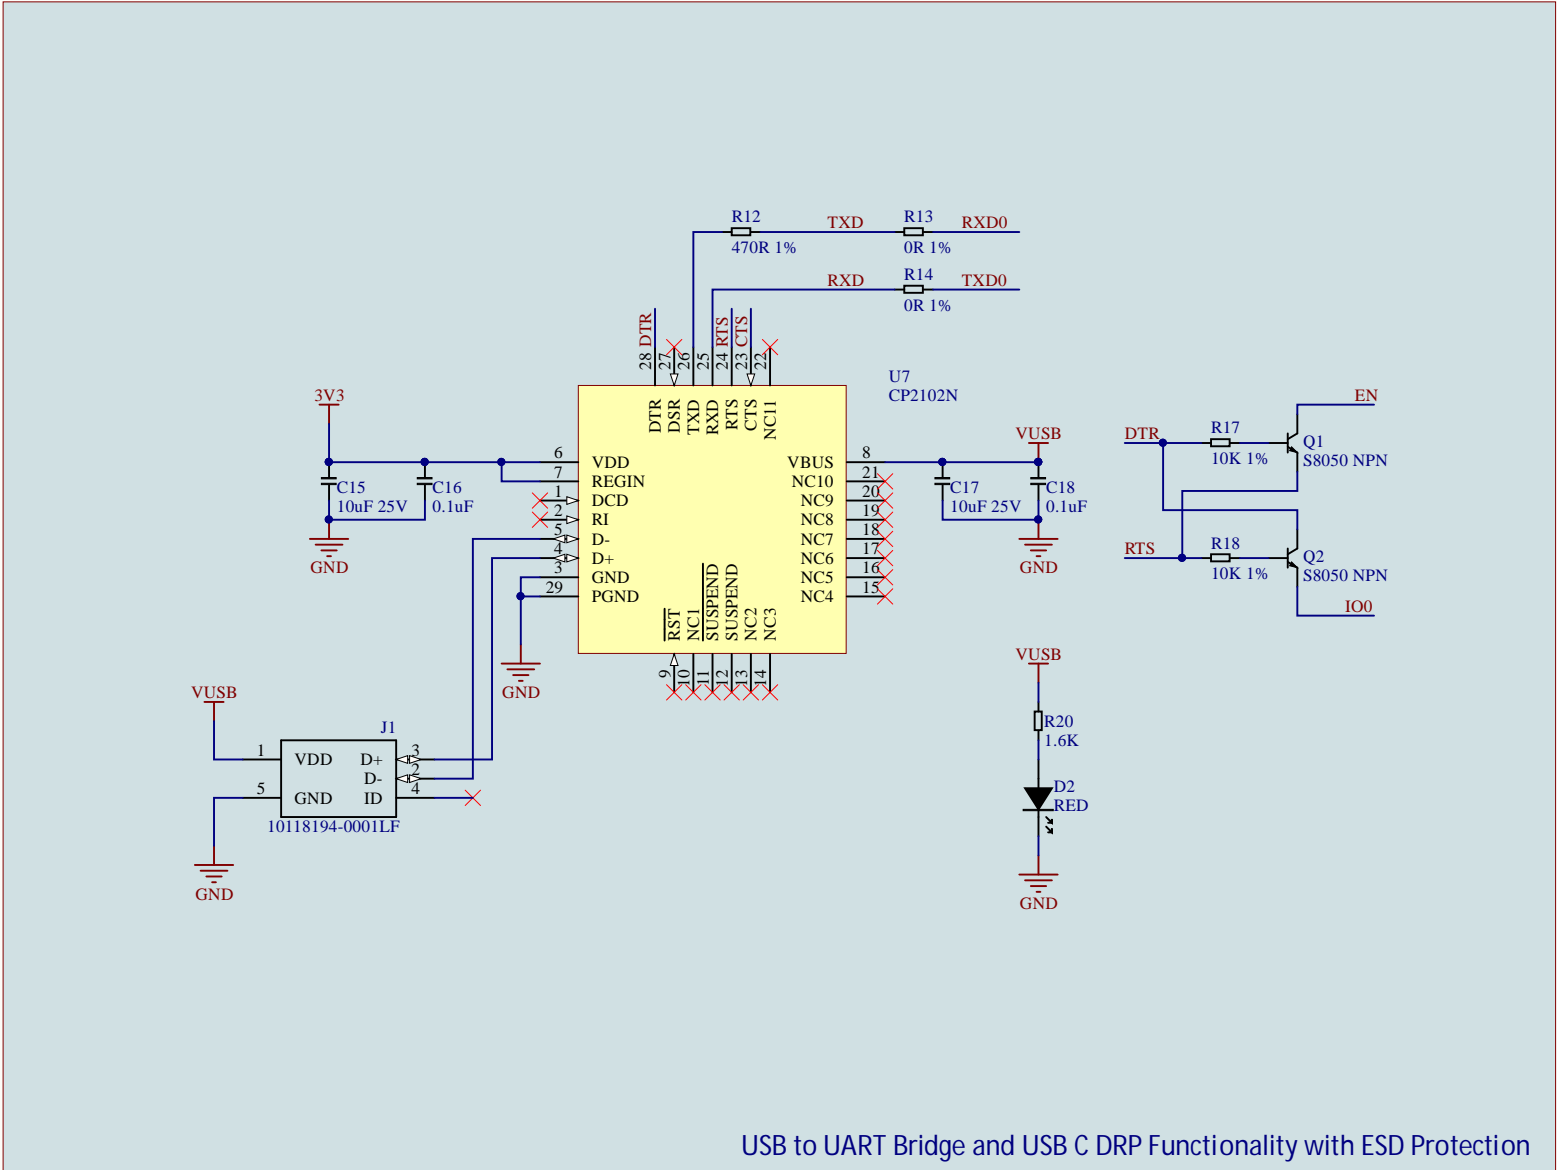 R12
TXD
R13
RXD0
470R 1%
0R 1%
RXD
R14
TXD0
0R 1%
DTR
RTS
CTS
28
27
26
25
24
23
22
U7
CP2102N
DTR
DSR
TXD
RXD
RTS
CTS
NC11
3V3
6
VDD
7
REGIN
1
DCD
2
RI
5
D-
4
D+
3
GND
29
PGND
C15
10uF 25V
C16
0.1uF
GND
GND
VBUS
8
NC10
21
NC9
20
NC8
19
NC7
18
NC6
17
NC5
16
NC4
15
VUSB
C17
10uF 25V
C18
0.1uF
GND
RST
NC1
SUSPEND
SUSPEND
NC2
NC3
9
10
11
12
13
14
EN
DTR
R17
10K 1%
Q1
S8050 NPN
RTS
R18
10K 1%
Q2
S8050 NPN
IO0
VUSB
R20
1.6K
D2
RED
GND
VUSB
J1
1
VDD
D+
3
D-
2
5
GND
ID
4
10118194-0001LF
GND
USB to UART Bridge and USB C DRP Functionality with ESD Protection